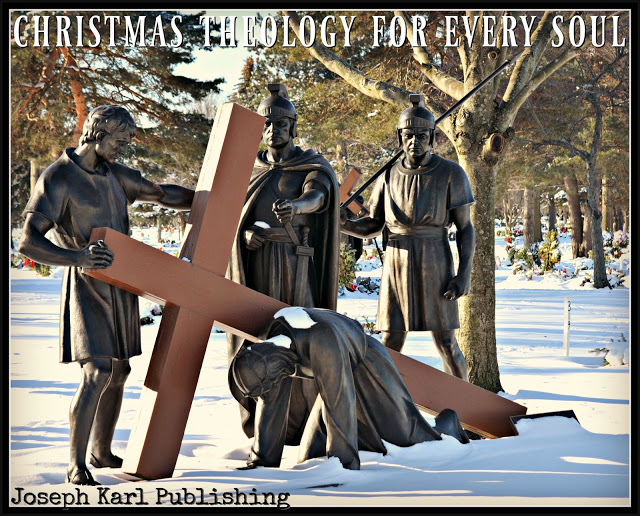 CHRISTMAS THEOLOGY FOR EVERY SOUL
Joseph Karl Publishing